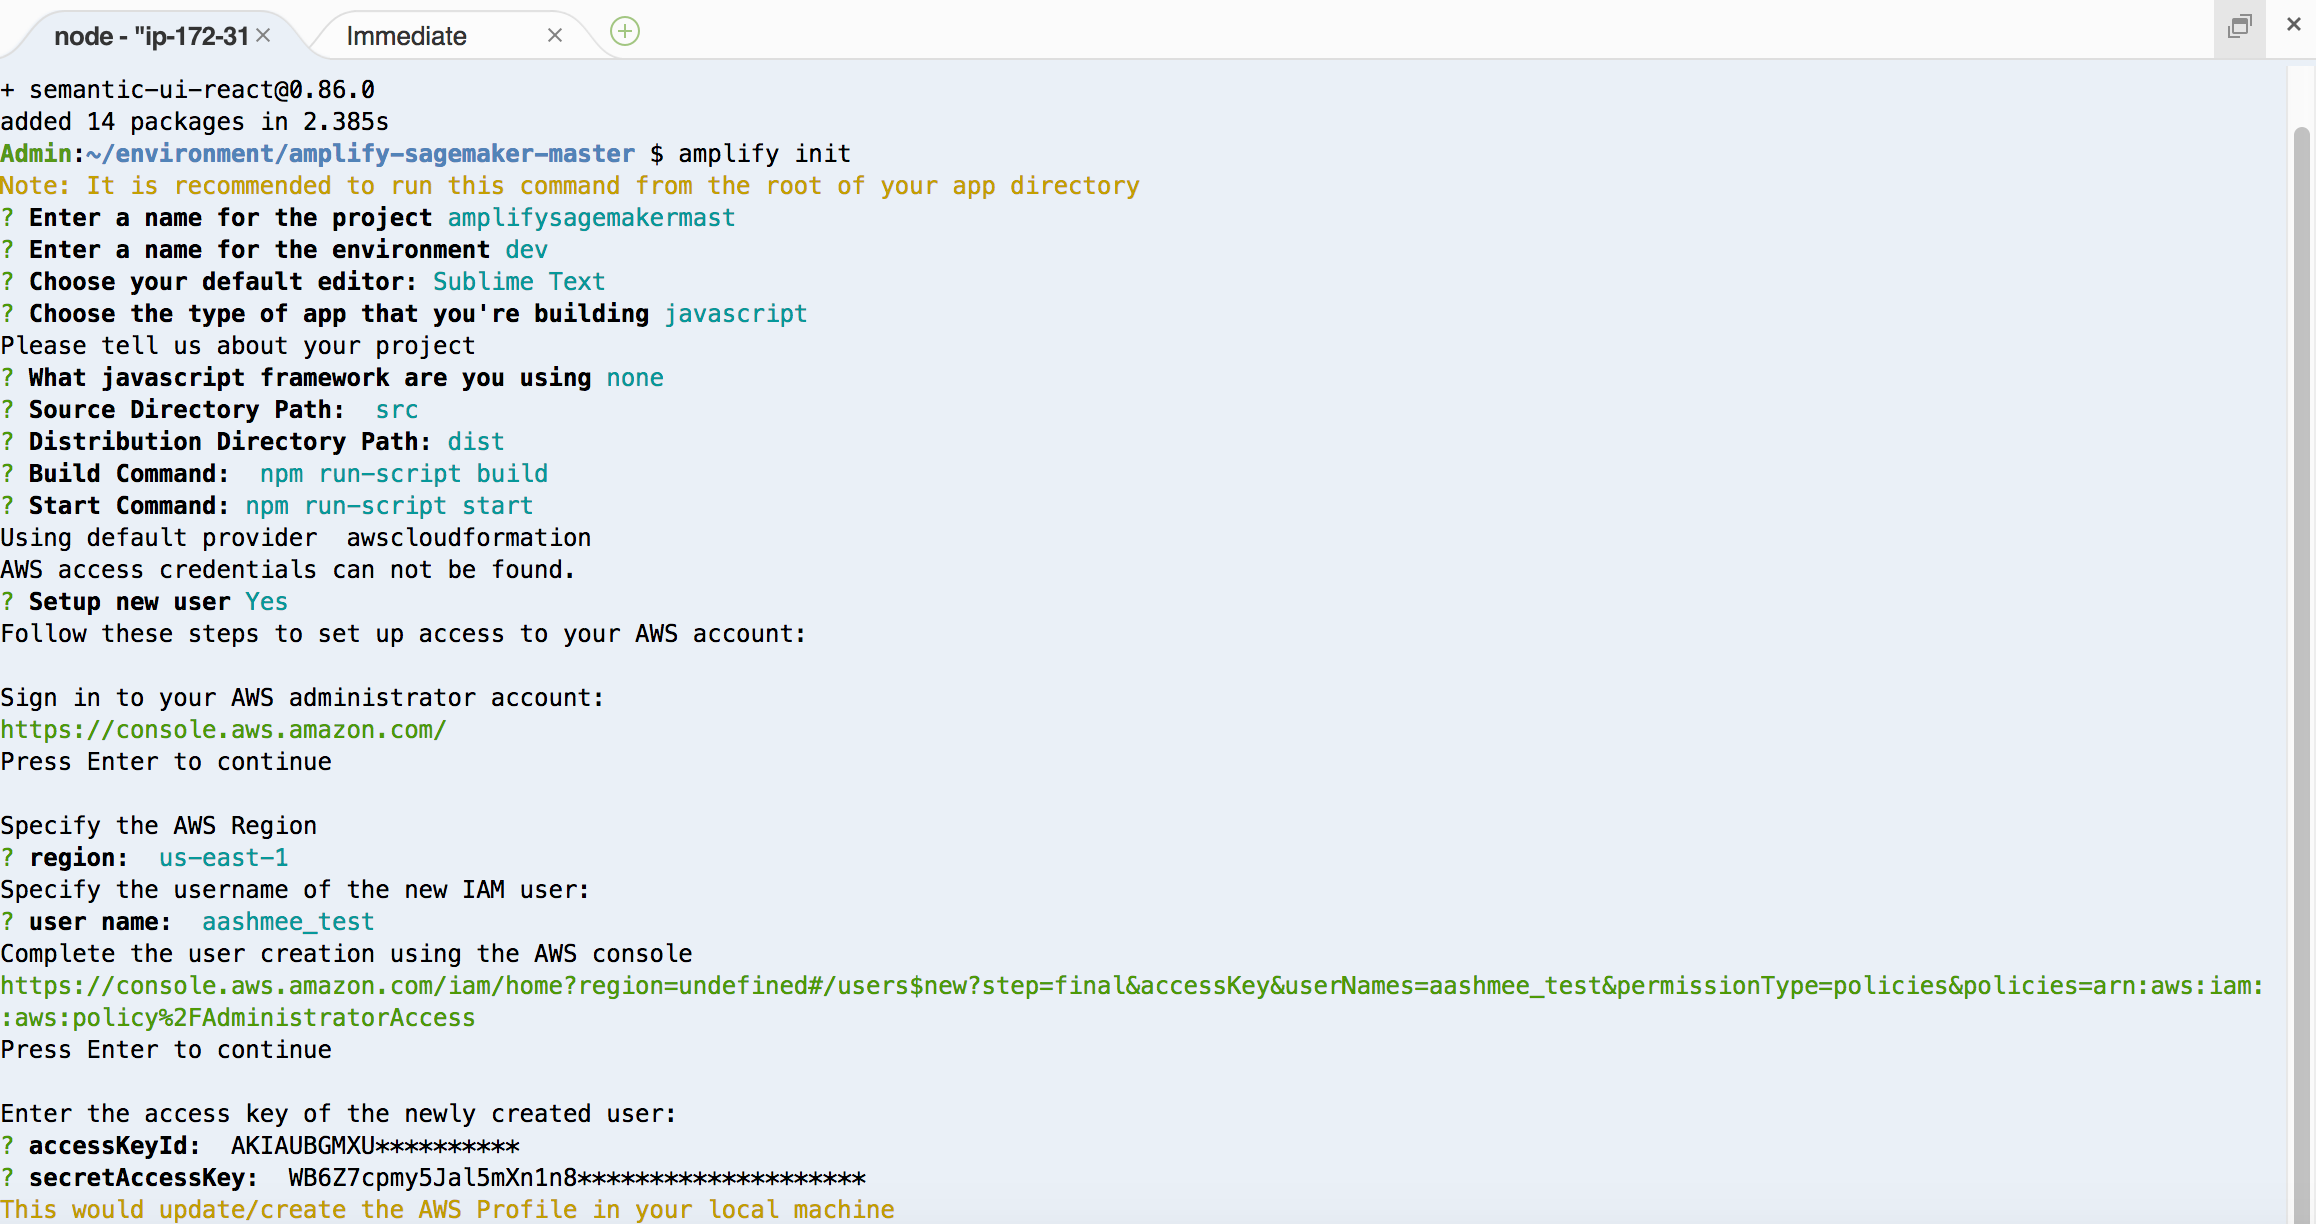 node - "ip-172-31
Immediate
+ semantic-ui-react@0.86.0
added 14 packages in 2.385s
Admin:~/environment/amplify-sagemaker-master $ amplify init
Note: It is recommended to run this command from the root of your app directory
? Enter a name for the project amplifysagemakermast
? Enter a name for the environment dev
? Choose your default editor: Sublime Text
? Choose the type of app that you're building javascript
Please tell us about your project
? What javascript framework are you using none
? Source Directory Path:  src
? Distribution Directory Path: dist
? Build Command:  npm run-script build
? Start Command: npm run-script start
Using default provider  awscloudformation
AWS access credentials can not be found.
? Setup new user Yes
Follow these steps to set up access to your AWS account:
Sign in to your AWS administrator account:
https://console.aws.amazon.com/
Press Enter to continue
Specify the AWS Region
? region:  us-east-1
Specify the username of the new IAM user:
? user name:  aashmee_test
Complete the user creation using the AWS console
https://console.aws.amazon.com/iam/home?region=undefined#/users$new?step=final&accessKey&userNames=aashmee_test&permissionType=policies&policies=arn:aws:iam:
:aws:policy%2FAdministratorAccess
Press Enter to continue
Enter the access key of the newly created user:
? accessKeyId:  AKIAUBGMXU**********
? secretAccessKey:  WB6Z7cpmy5Jal5mXn1n8********************
This would update/create the AWS Profile in your local machine